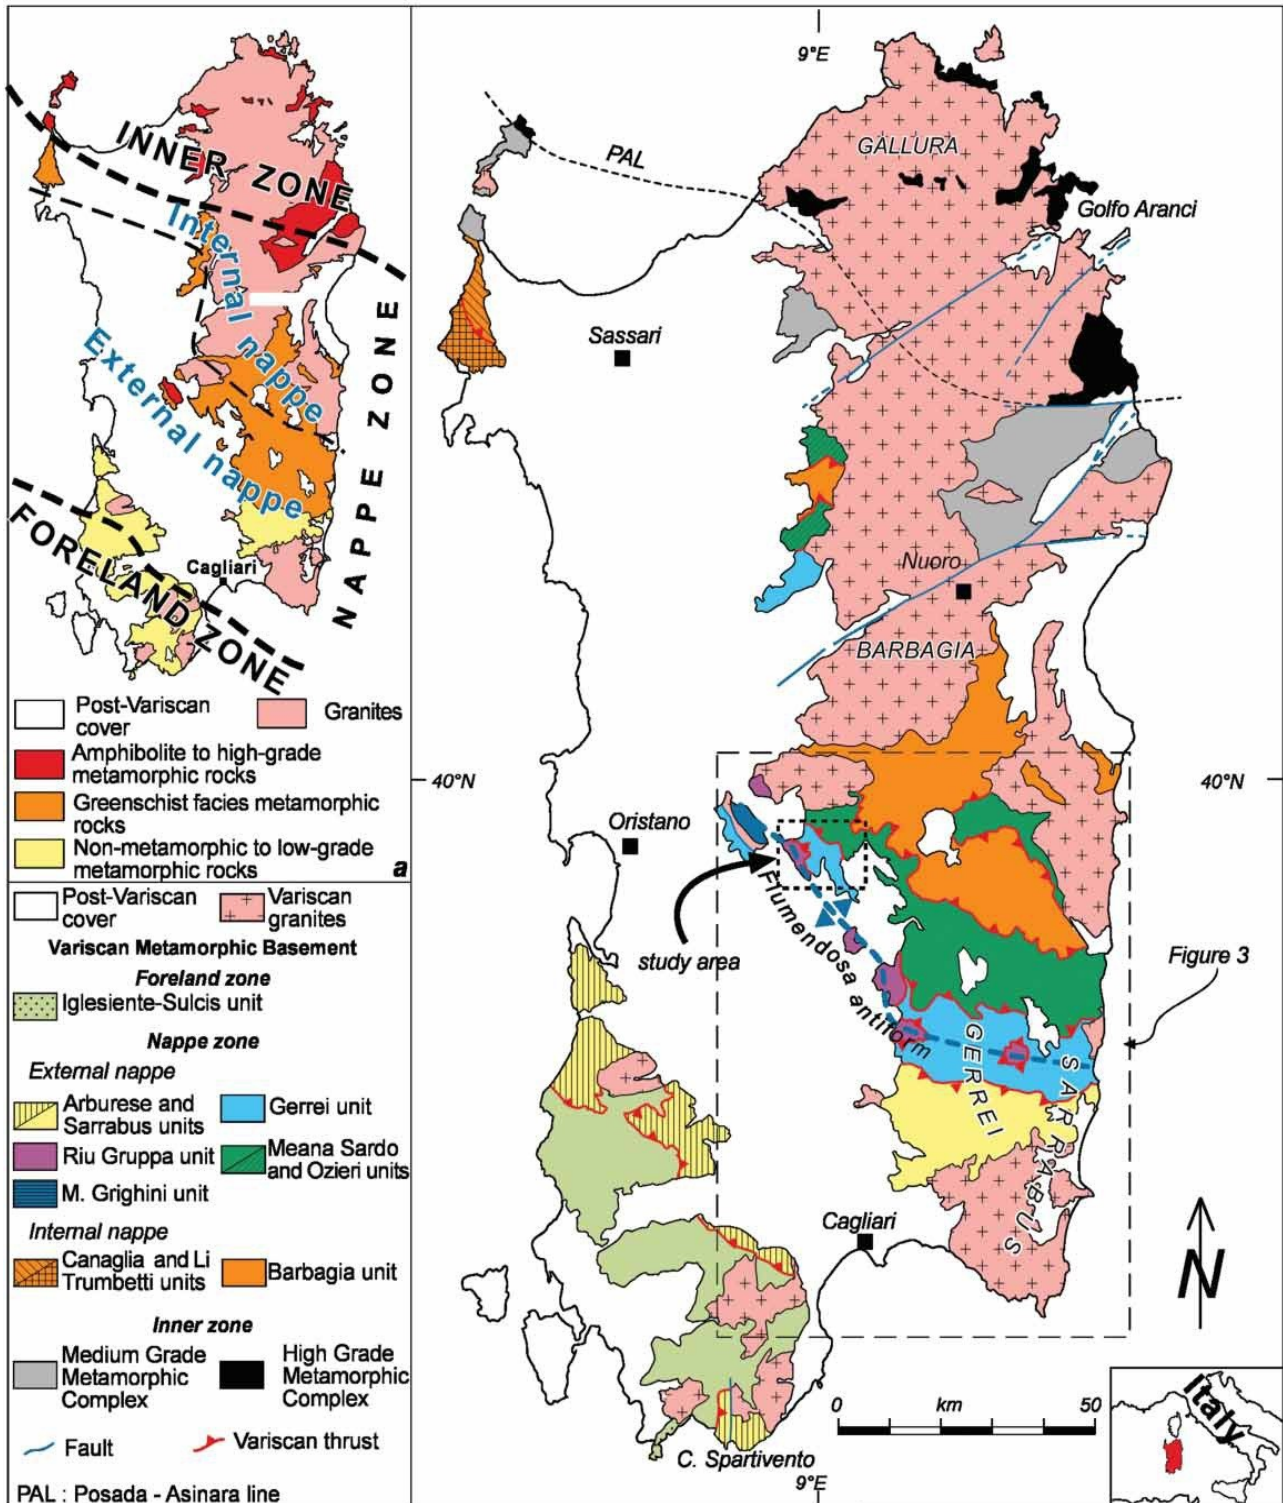 INNER ZONE
Internal nappe
External nappe
NAPPE ZONE
FORELAND ZONE
Cagliari
Post-Variscan
cover
Granites
Amphibolite to high-grade
metamorphic rocks
Greenschist facies metamorphic
rocks
Non-metamorphic to low-grade
metamorphic rocks
a
Post-Variscan
cover
Variscan
granites
Variscan Metamorphic Basement
Foreland zone
Iglesiente-Sulcis unit
Nappe zone
External nappe
Arburese and
Sarrabus units
Gerrei unit
Riu Gruppa unit
Meana Sardo
and Ozieri units
M. Grighini unit
Internal nappe
Canaglia and Li
Trumbetti units
Barbagia unit
Inner zone
Medium Grade
Metamorphic
Complex
High Grade
Metamorphic
Complex
Fault
Variscan thrust
PAL : Posada - Asinara line
9°E
PAL
GALLURA
Golfo Aranci
Sassari
Nuoro
BARBAGIA
40°N
40°N
Oristano
study area
Flumendosa antiform
Figure 3
GERREI
SARRABUS
Cagliari
N
C. Spartivento
0 km 50
9°E
Italy